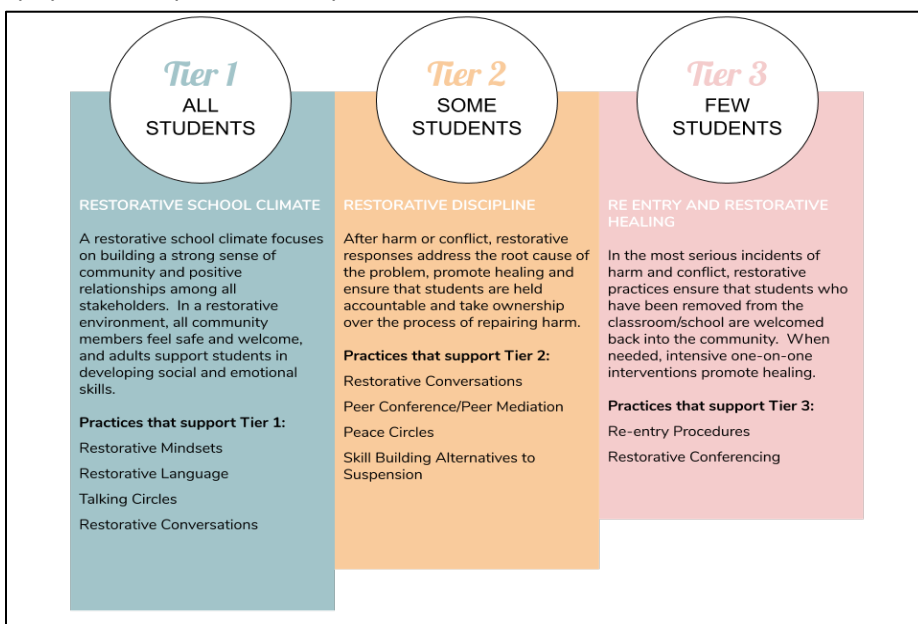 Tier 1
ALL
STUDENTS
RESTORATIVE SCHOOL CLIMATE
A restorative school climate focuses
on building a strong sense of
community and positive
relationships among all
stakeholders. In a restorative
environment, all community
members feel safe and welcome,
and adults support students in
developing social and emotional
skills.
Practices that support Tier 1:
Restorative Mindsets
Restorative Language
Talking Circles
Restorative Conversations
Tier 2
SOME
STUDENTS
RESTORATIVE DISCIPLINE
After harm or conflict, restorative
responses address the root cause of
the problem, promote healing and
ensure that students are held
accountable and take ownership
over the process of repairing harm.
Practices that support Tier 2:
Restorative Conversations
Peer Conference/Peer Mediation
Peace Circles
Skill Building Alternatives to
Suspension
Tier 3
FEW
STUDENTS
RE ENTRY AND RESTORATIVE
HEALING
In the most serious incidents of
harm and conflict, restorative
practices ensure that students who
have been removed from the
classroom/school are welcomed
back into the community. When
needed, intensive one-on-one
interventions promote healing.
Practices that support Tier 3:
Re-entry Procedures
Restorative Conferencing